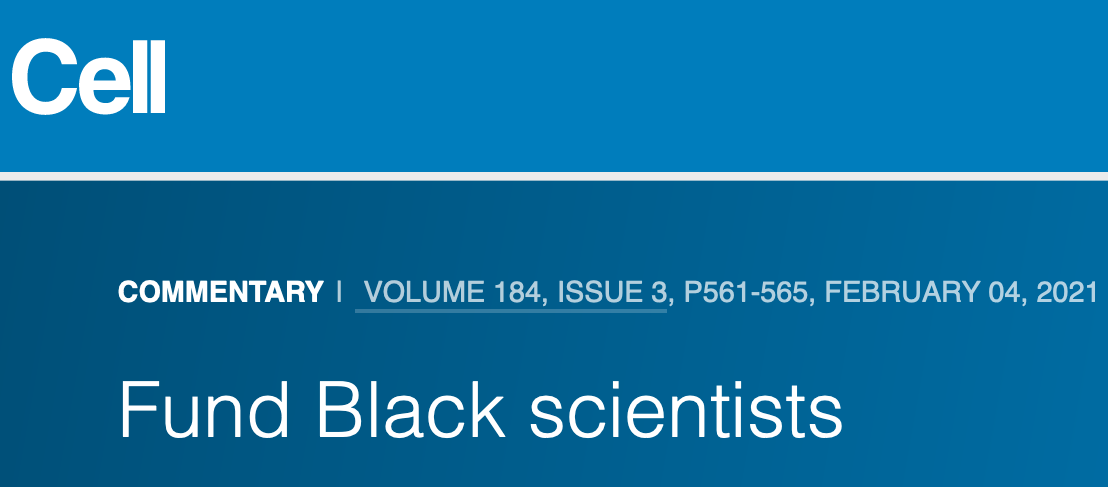 Cell
COMMENTARY | VOLUME 184, ISSUE 3, P561-565, FEBRUARY 04, 2021
Fund Black scientists